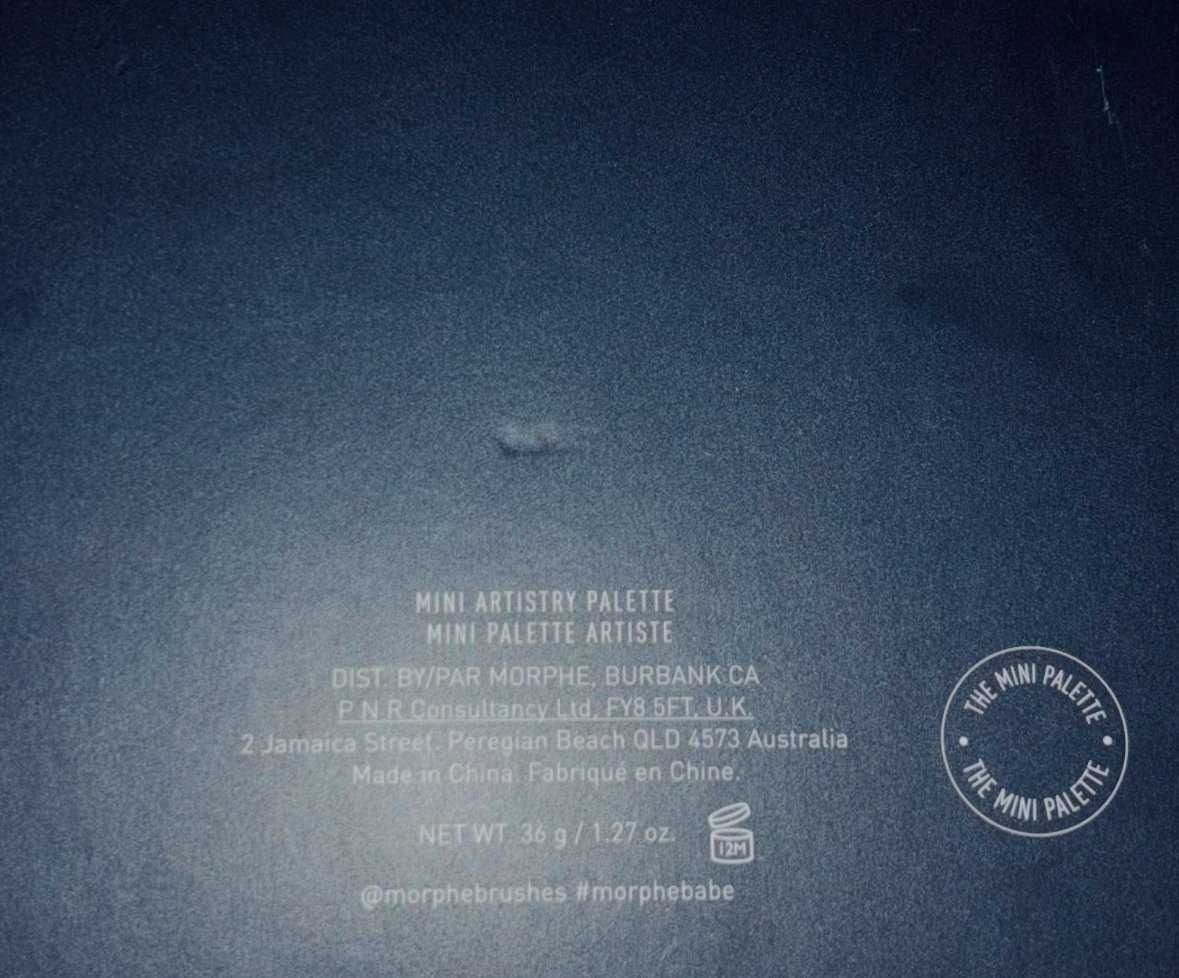 MINI ARTISTRY PALETTE
MINI PALETTE ARTISTE
DIST. BY/PAR MORPHE, BURBANK CA
P N R Consultancy Ltd, FY8 5FT, U.K.
2 Jamaica Street. Peregian Beach QLD 4573 Australia
Made in China. Fabriqué en Chine.
NET WT. 36 g / 1.27 oz.
12M
@morphebrushes #morphebabe
THE MINI PALETTE
THE MINI PALETTE